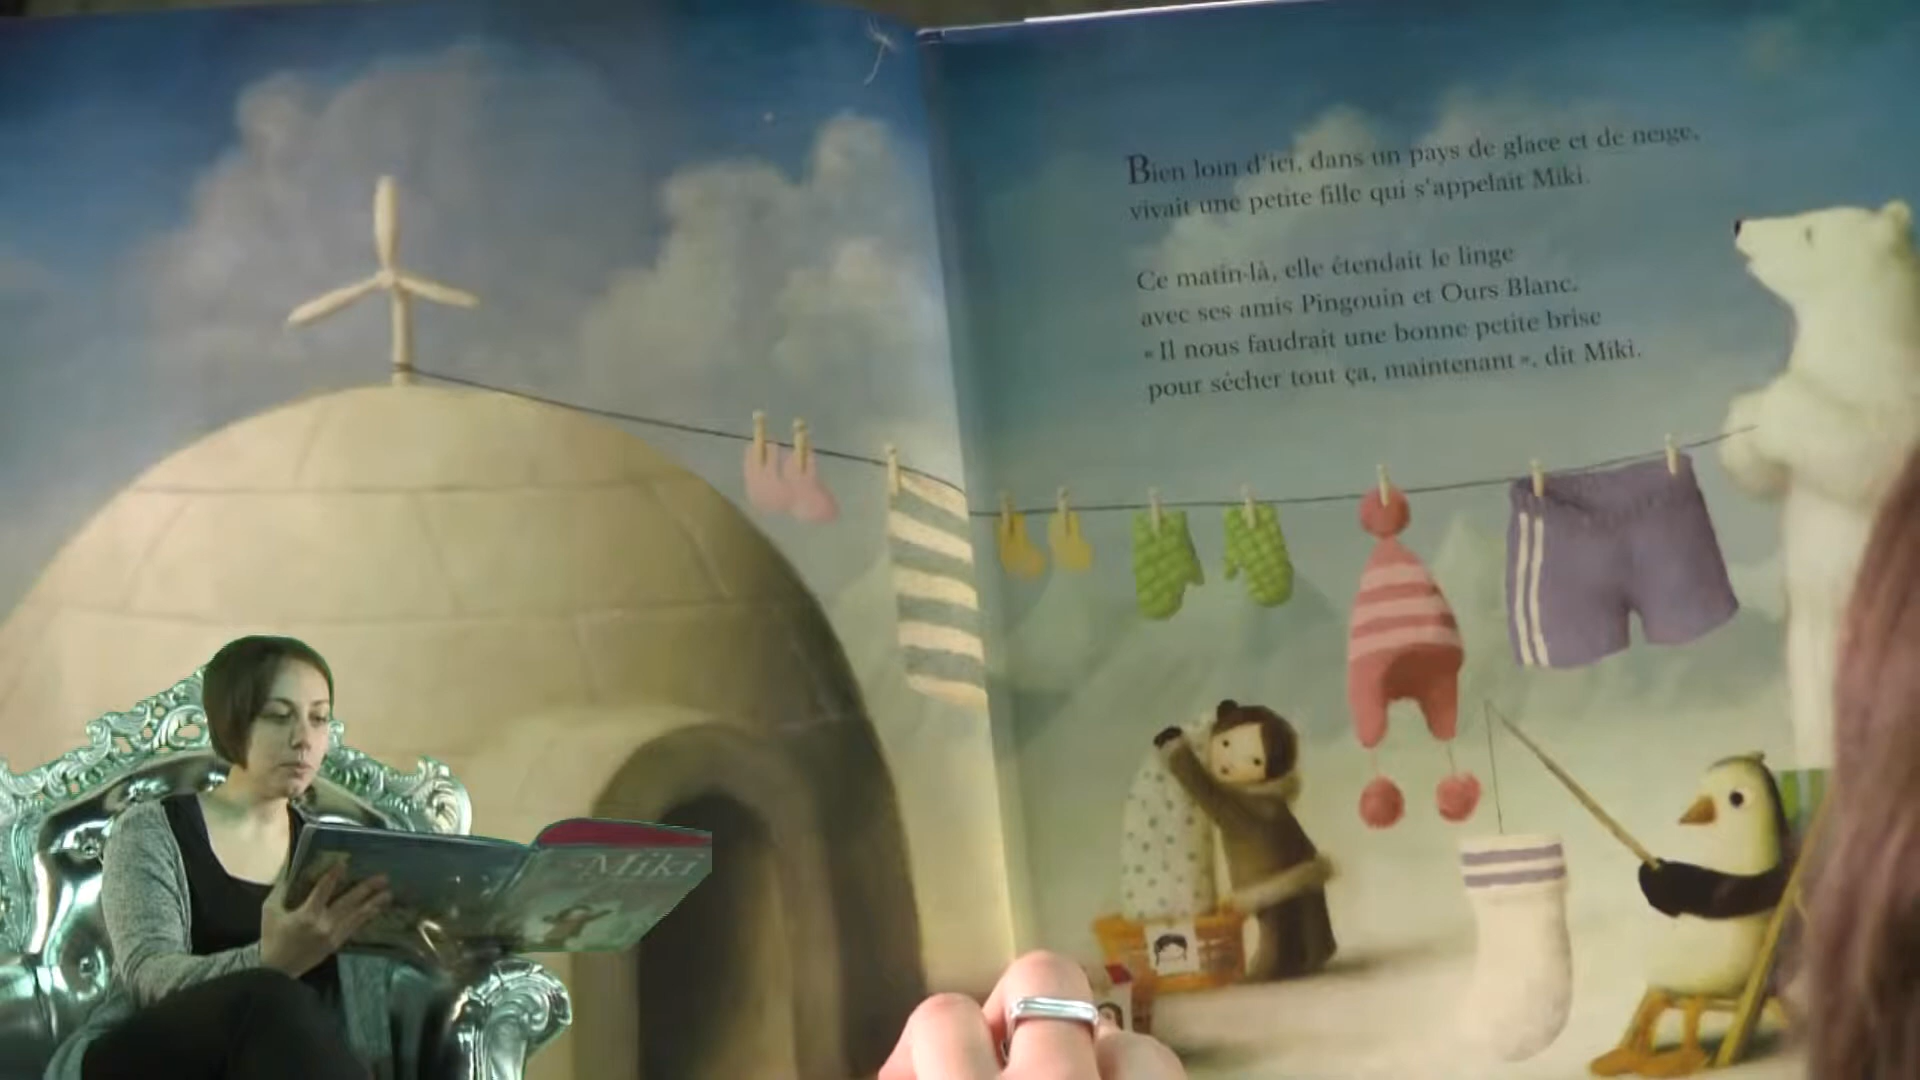 Bien loin d'ici, dans un pays de glace et de neige,
vivait une petite fille qui s'appelait Miki.
Ce matin-là, elle étendait le linge
avec ses amis Pingouin et Ours Blanc.
« Il nous faudrait une bonne petite brise
pour sécher tout ça, maintenant », dit Miki.
Miki